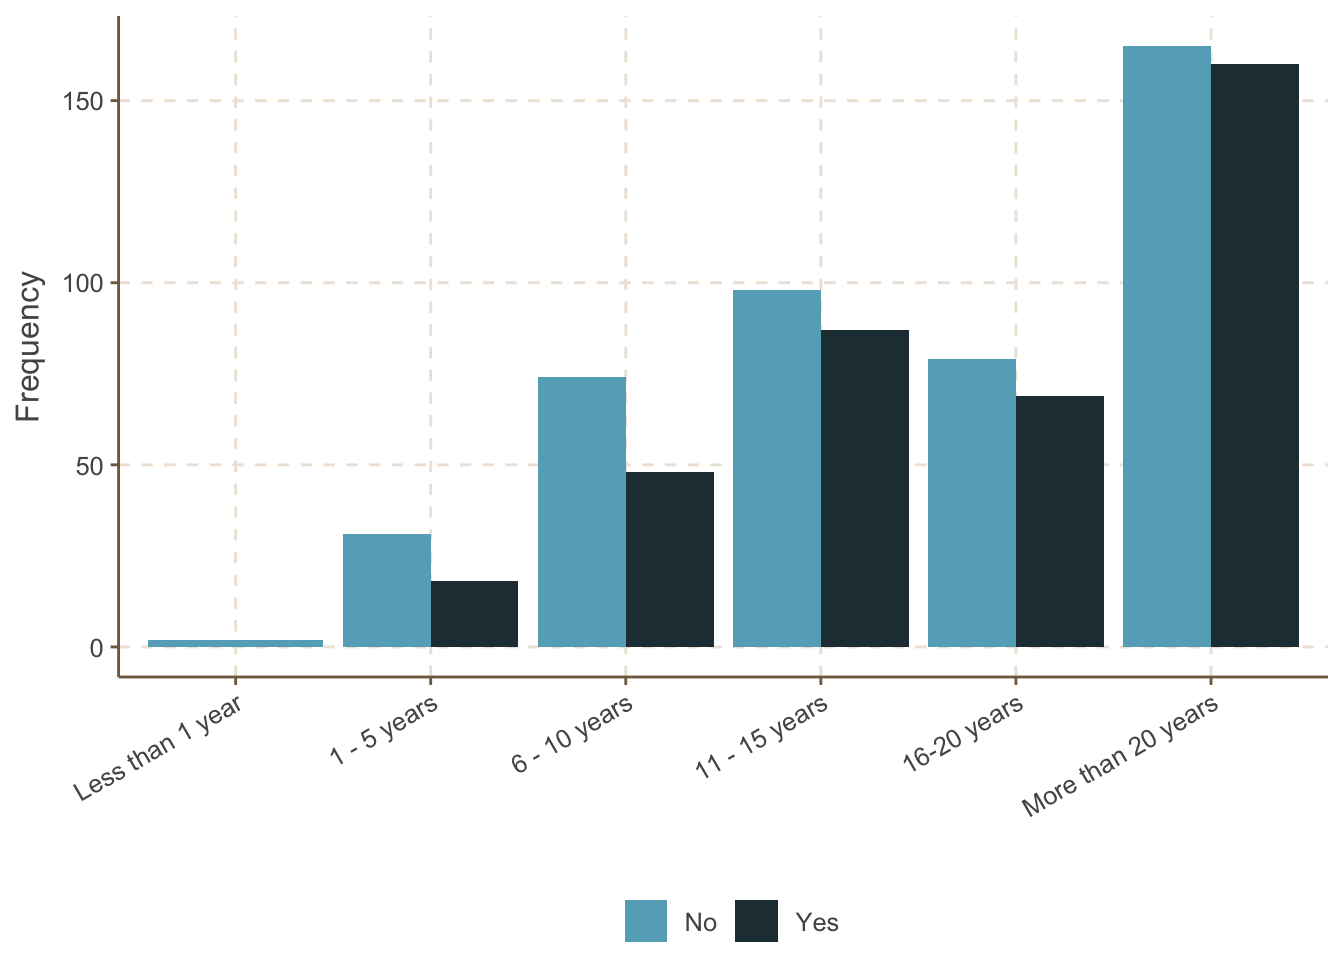 Frequency
150
100
50
0
Less than 1 year
1 - 5 years
6 - 10 years
11 - 15 years
16-20 years
More than 20 years
No
Yes